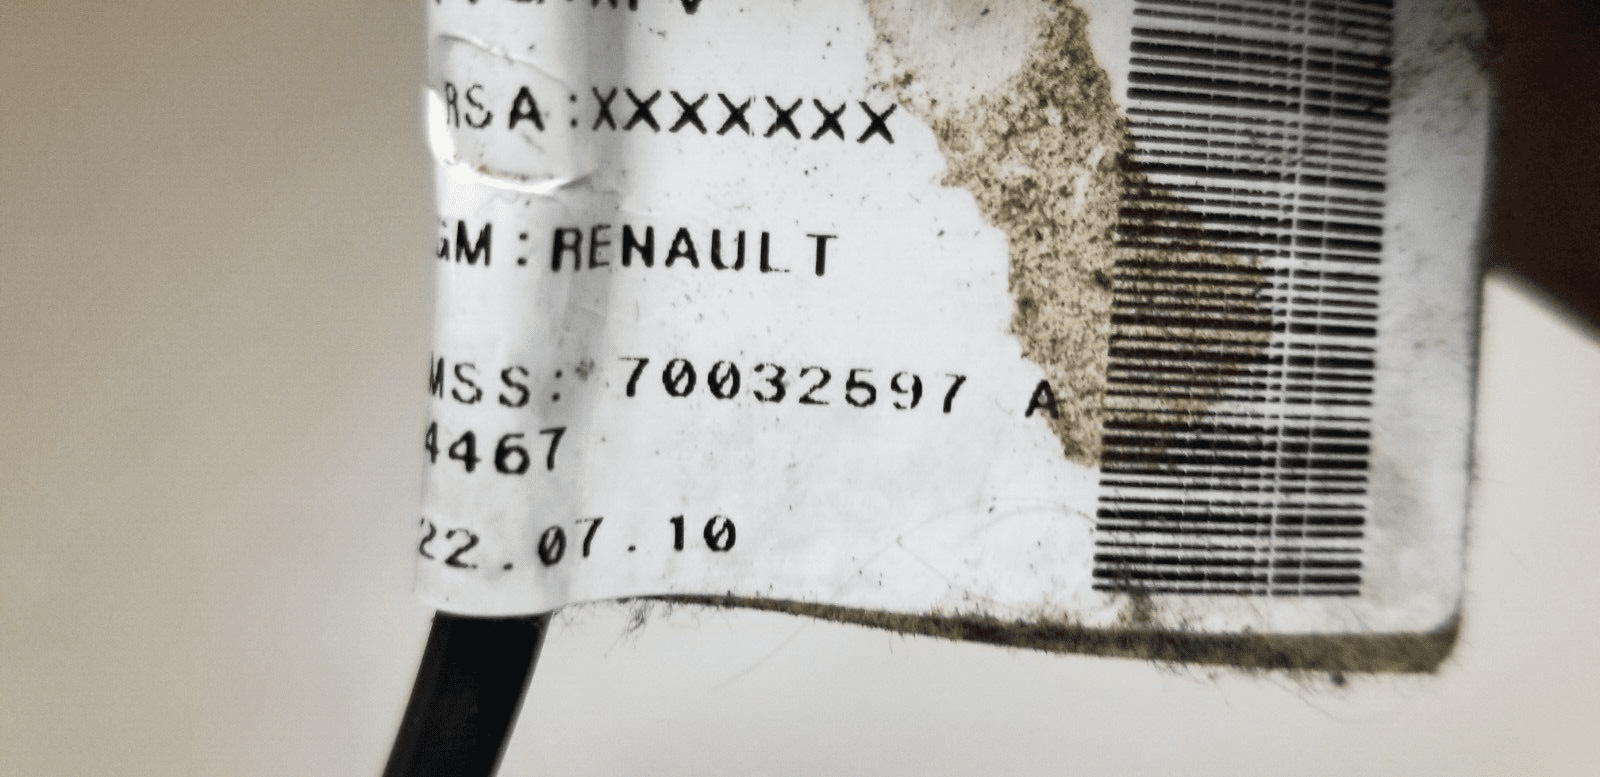 RSA :XXXXXXX
GM : RENAULT
MSS: 70032597 A
4467
22.07.10